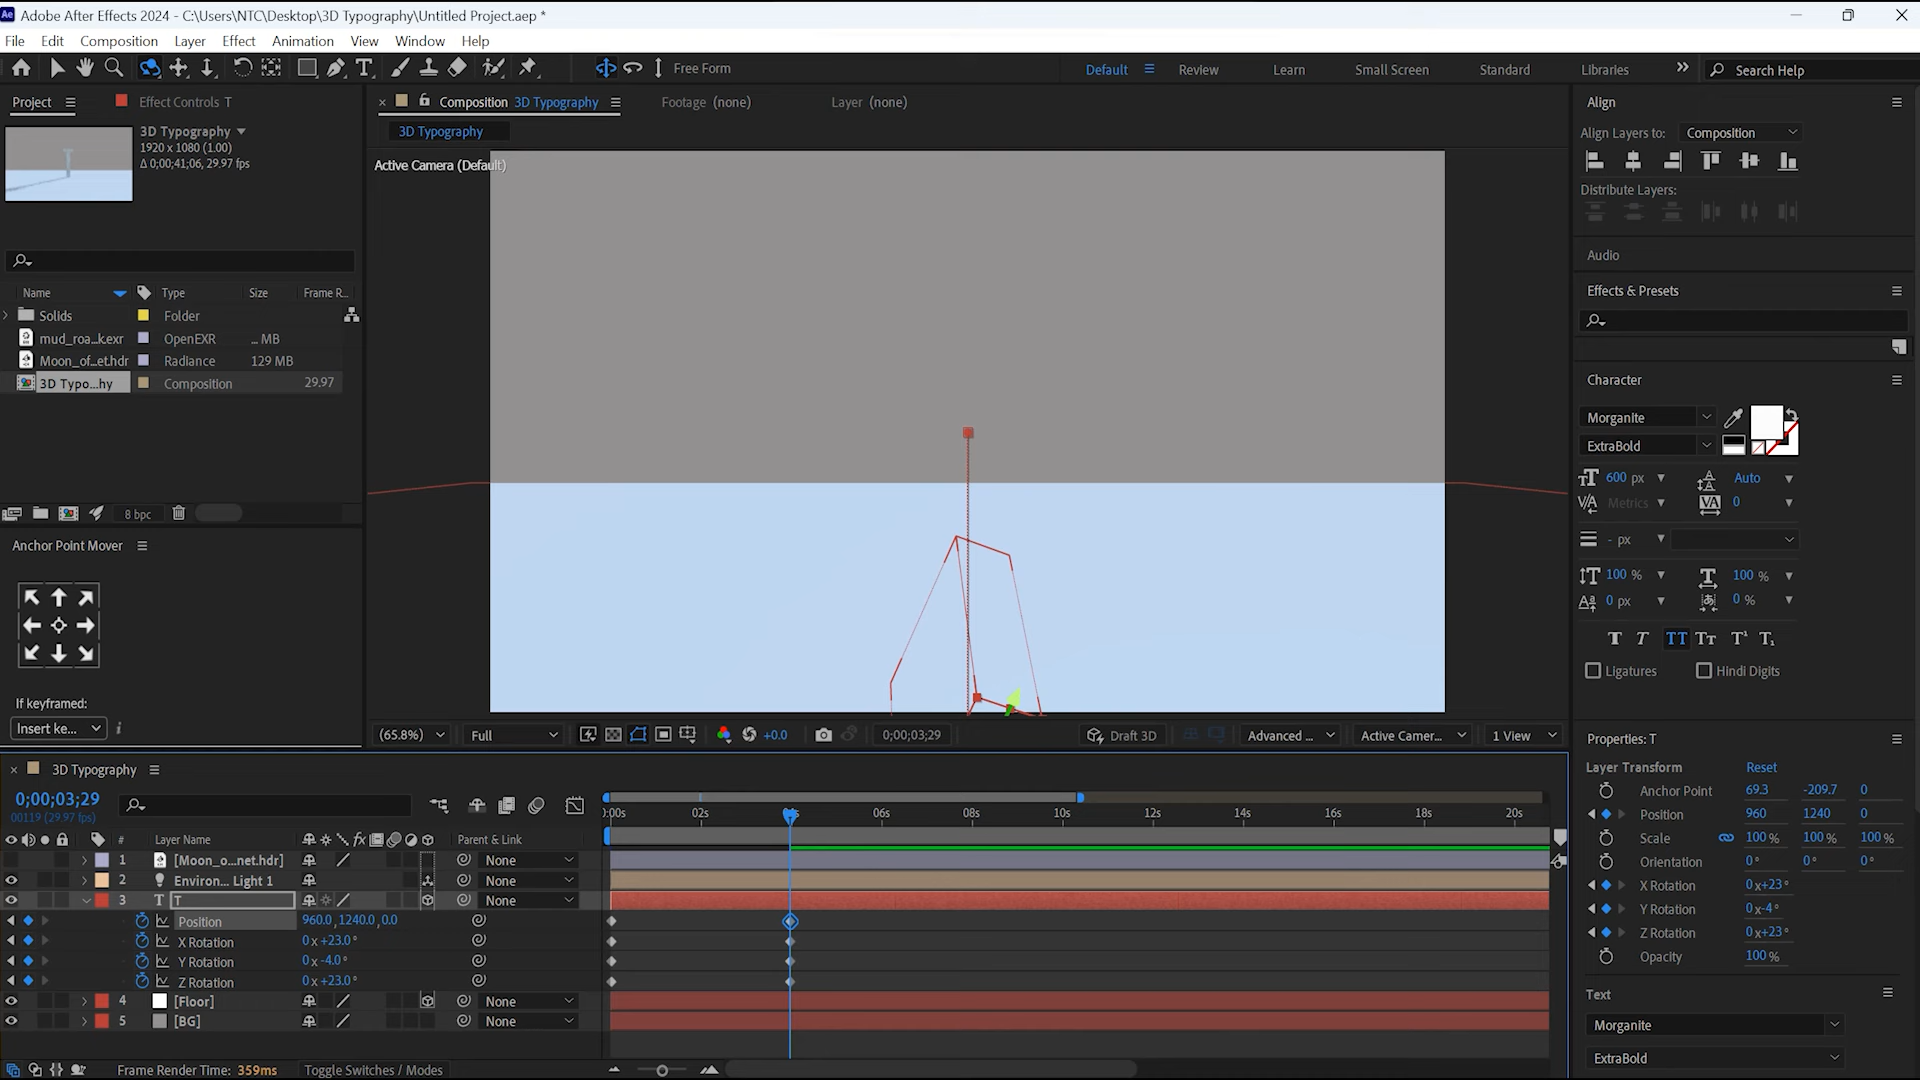 Adobe After Effects 2024 - C:\Users\NTC\Desktop\3D Typography\Untitled Project.aep *
File Edit Composition Layer Effect Animation View Window Help
Free Form Default Review Learn Small Screen Standard Libraries Search Help
Project Effect Controls T
3D Typography
1920 x 1080 (1.00)
Δ 0;00;41;06, 29.97 fps
Name Type Size Frame R...
Solids Folder
mud_roa...k.exr OpenEXR ... MB
Moon_of...et.hdr Radiance 129 MB
3D Typo...hy Composition 29.97
8 bpc
Anchor Point Mover
If keyframed:
Insert ke...
Composition 3D Typography Footage (none) Layer (none)
3D Typography
Active Camera (Default)
(65.8%) Full +0.0 0;00;03;29 Draft 3D Advanced ... Active Camer... 1 View
Align
Align Layers to: Composition
Distribute Layers:
Audio
Effects & Presets
Character
Morganite
ExtraBold
600 px Auto
Metrics 0
- px
100 % 100 %
0 px 0 %
T T TT Tt T¹ T₁
Ligatures Hindi Digits
Properties: T
Layer Transform Reset
Anchor Point 69.3 -209.7 0
Position 960 1240 0
Scale 100 % 100 % 100 %
Orientation 0° 0° 0°
X Rotation 0x+23°
Y Rotation 0x-4°
Z Rotation 0x+23°
Opacity 100 %
Text
Morganite
ExtraBold
3D Typography
0;00;03;29
00119 (29.97 fps)
02s 06s 08s 10s 12s 14s 16s 18s 20s
# Layer Name Parent & Link
1 [Moon_o...net.hdr] None
2 Environ... Light 1 None
3 T T None
Position 960.0,1240.0,0.0
X Rotation 0x+23.0°
Y Rotation 0x-4.0°
Z Rotation 0x+23.0°
4 [Floor] None
5 [BG] None
Frame Render Time: 359ms Toggle Switches / Modes